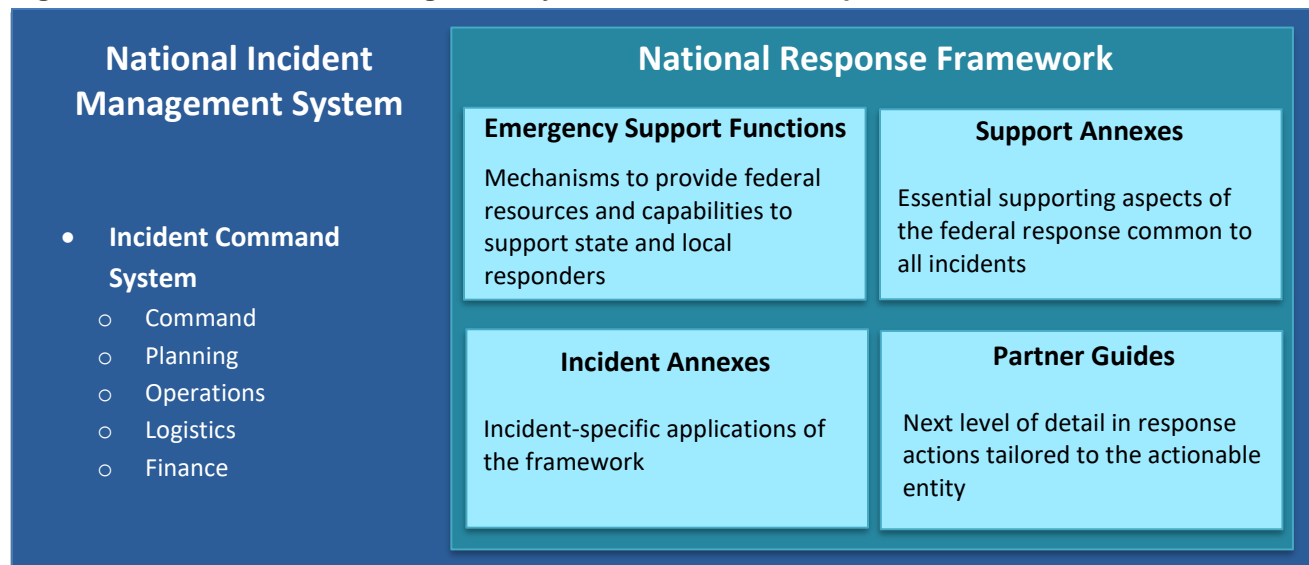 National Incident
Management System
• Incident Command
System
o Command
o Planning
o Operations
o Logistics
o Finance
National Response Framework
Emergency Support Functions
Mechanisms to provide federal
resources and capabilities to
support state and local
responders
Support Annexes
Essential supporting aspects of
the federal response common to
all incidents
Incident Annexes
Incident-specific applications of
the framework
Partner Guides
Next level of detail in response
actions tailored to the actionable
entity